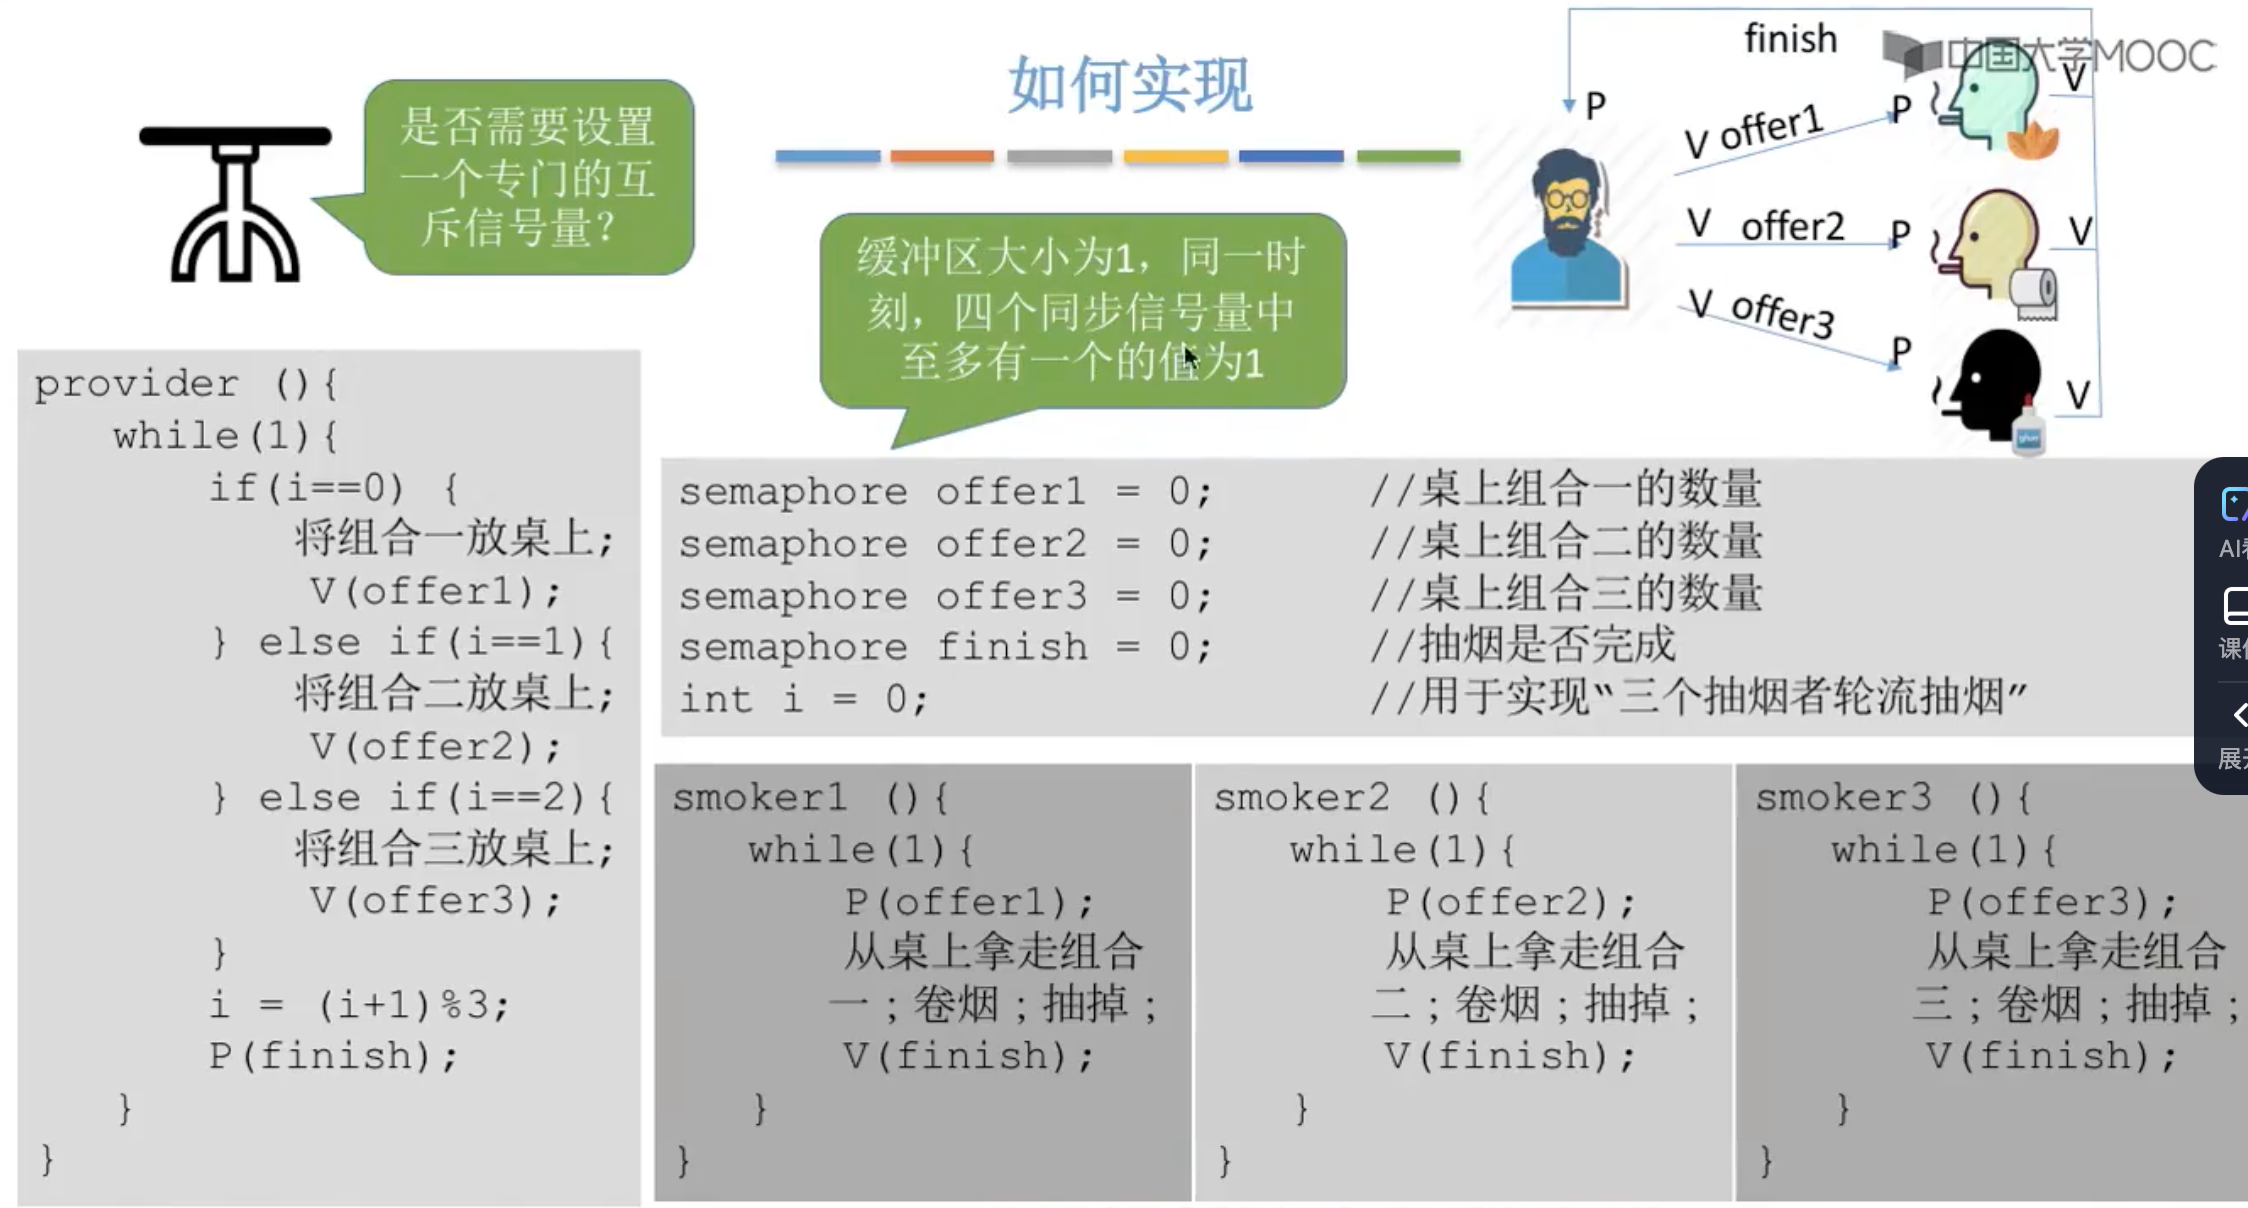 如何实现
中国大学MOOC
是否需要设置
一个专门的互
斥信号量？
缓冲区大小为1，同一时
刻，四个同步信号量中
至多有一个的值为1
finish
P
V offer1 P
V offer2 P
V offer3 P
V
V
V
glue
provider (){
while(1){
if(i==0) {
将组合一放桌上;
V(offer1);
} else if(i==1){
将组合二放桌上;
V(offer2);
} else if(i==2){
将组合三放桌上;
V(offer3);
}
i = (i+1)%3;
P(finish);
}
}
semaphore offer1 = 0; //桌上组合一的数量
semaphore offer2 = 0; //桌上组合二的数量
semaphore offer3 = 0; //桌上组合三的数量
semaphore finish = 0; //抽烟是否完成
int i = 0; //用于实现“三个抽烟者轮流抽烟”
smoker1 (){
while(1){
P(offer1);
从桌上拿走组合
一；卷烟；抽掉；
V(finish);
}
}
smoker2 (){
while(1){
P(offer2);
从桌上拿走组合
二；卷烟；抽掉；
V(finish);
}
}
smoker3 (){
while(1){
P(offer3);
从桌上拿走组合
三；卷烟；抽掉；
V(finish);
}
}
AI
课
展